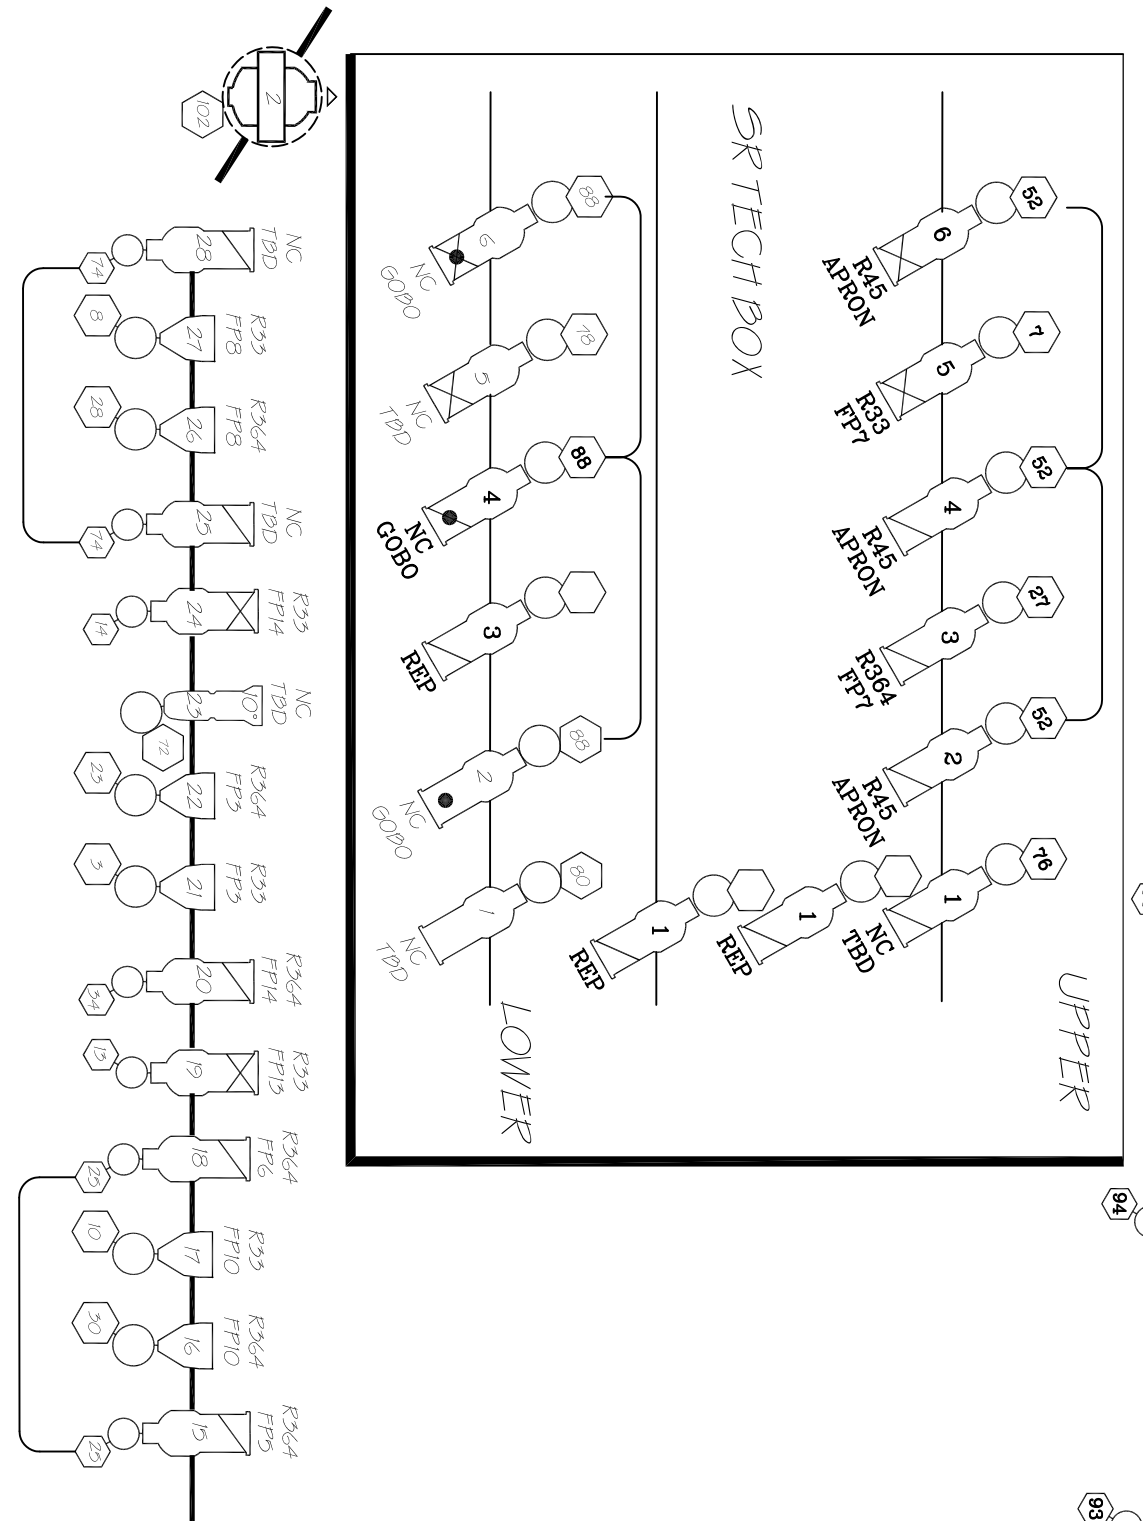 2
102
28
NC
TBD
74
27
R33
FP8
8
26
R364
FP8
28
25
NC
TBD
74
24
R33
FP14
14
23
10°
NC
TBD
72
22
R364
FP3
23
21
R33
FP3
3
20
R364
FP14
34
19
R33
FP13
13
18
R364
FP6
25
17
R33
FP10
10
16
R364
FP10
30
15
R364
FP5
25
SR TECH BOX
LOWER
6
NC
GOBO
88
5
NC
TBD
78
4
NC
GOBO
88
3
REP
2
NC
GOBO
88
1
NC
TBD
80
1
REP
1
REP
UPPER
6
R45
APRON
52
5
R33
FP7
7
4
R45
APRON
52
3
R364
FP7
27
2
R45
APRON
52
1
NC
TBD
76
94
93